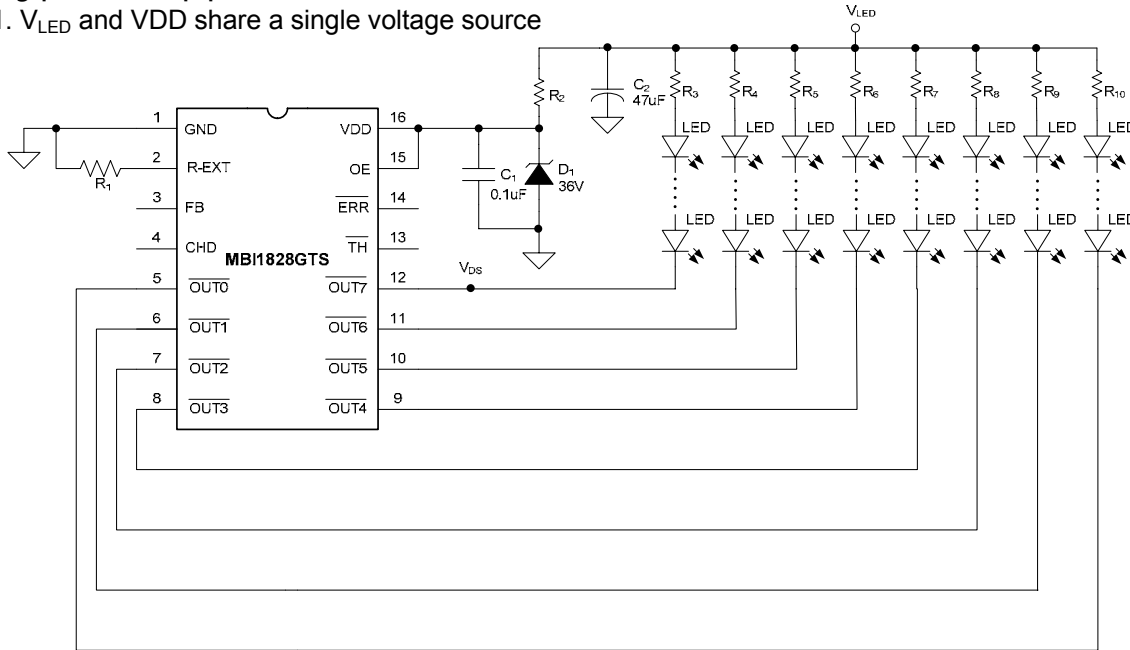 1. VLED and VDD share a single voltage source
VLED
R2
C2
47uF
R3
R4
R5
R6
R7
R8
R9
R10
LED LED LED LED LED LED LED LED
LED LED LED LED LED LED LED LED
1 GND
2 R-EXT
3 FB
4 CHD
5 OUT0
6 OUT1
7 OUT2
8 OUT3
R1
MBI1828GTS
VDD 16
OE 15
ERR 14
TH 13
OUT7 12
OUT6 11
OUT5 10
OUT4 9
C1
0.1uF
D1
36V
VDS